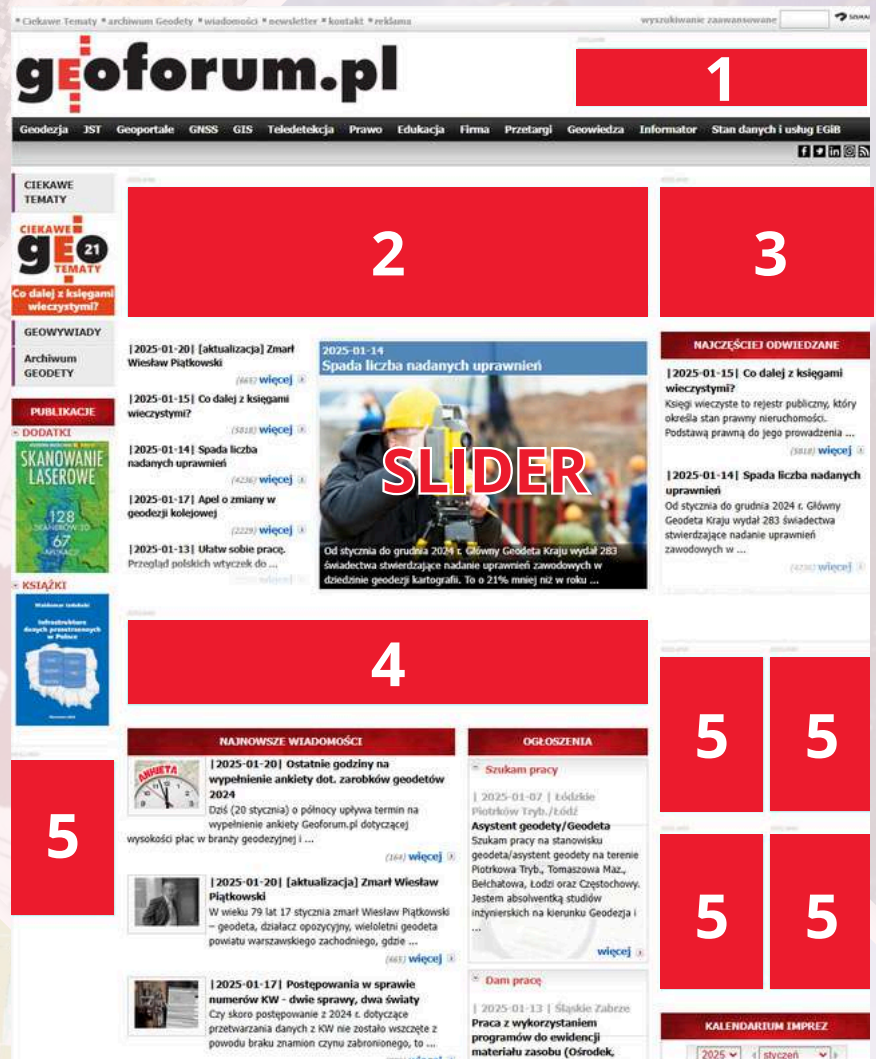 Ciekawe Tematy archiwum Geodety wiadomości newsletter kontakt reklama
wyszukiwanie zaawansowane
geoforum.pl
1
Geodezja JST Geoportale GNSS GIS Teledetekcja Prawo Edukacja Firma Przetargi Geowiedza Informator Stan danych i usług EGiB
CIEKAWE
TEMATY
CIEKAWE
geo 21
TEMATY
Co dalej z księgami
wieczystymi?
GEOWYWIADY
Archiwum
GEODETY
PUBLIKACJE
DODATKI
SKANOWANIE
LASEROWE
128
SKANERÓW TO
67
APLIKACJI
KSIĄŻKI
Waldemar Izdebski
Infrastruktura
danych przestrzennych
w Polsce
5
2
3
|2025-01-20| [aktualizacja] Zmarł
Wiesław Piątkowski
(665) więcej
|2025-01-15| Co dalej z księgami
wieczystymi?
(5818) więcej
|2025-01-14| Spada liczba
nadanych uprawnień
(4236) więcej
|2025-01-17| Apel o zmiany w
geodezji kolejowej
(2229) więcej
|2025-01-13| Ułatw sobie pracę.
Przegląd polskich wtyczek do ...
więcej
2025-01-14
Spada liczba nadanych uprawnień
SLIDER
Od stycznia do grudnia 2024 r. Główny Geodeta Kraju wydał 283
świadectwa stwierdzające nadanie uprawnień zawodowych w
dziedzinie geodezji kartografii. To o 21% mniej niż w roku ...
NAJCZĘŚCIEJ ODWIEDZANE
|2025-01-15| Co dalej z księgami
wieczystymi?
Księgi wieczyste to rejestr publiczny, który
określa stan prawny nieruchomości.
Podstawą prawną do jego prowadzenia ...
(5818) więcej
|2025-01-14| Spada liczba nadanych
uprawnień
Od stycznia do grudnia 2024 r. Główny
Geodeta Kraju wydał 283 świadectwa
stwierdzające nadanie uprawnień
zawodowych w ...
(4236) więcej
4
NAJNOWSZE WIADOMOŚCI
|2025-01-20| Ostatnie godziny na
wypełnienie ankiety dot. zarobków geodetów
2024
Dziś (20 stycznia) o północy upływa termin na
wypełnienie ankiety Geoforum.pl dotyczącej
wysokości płac w branży geodezyjnej i ...
(164) więcej
ANKIETA
|2025-01-20| [aktualizacja] Zmarł Wiesław
Piątkowski
W wieku 79 lat 17 stycznia zmarł Wiesław Piątkowski
– geodeta, działacz opozycyjny, wieloletni geodeta
powiatu warszawskiego zachodniego, gdzie ...
(665) więcej
|2025-01-17| Postępowania w sprawie
numerów KW - dwie sprawy, dwa światy
Czy skoro postępowanie z 2024 r. dotyczące
przetwarzania danych z KW nie zostało wszczęte z
powodu braku znamion czynu zabronionego, to ...
OGŁOSZENIA
Szukam pracy
| 2025-01-07 | Łódzkie
Piotrków Tryb./Łódź
Asystent geodety/Geodeta
Szukam pracy na stanowisku
geodeta/asystent geodety na terenie
Piotrkowa Tryb., Tomaszowa Maz.,
Bełchatowa, Łodzi oraz Częstochowy.
Jestem absolwentką studiów
inżynierskich na kierunku Geodezja i
...
więcej
Dam pracę
| 2025-01-13 | Śląskie Zabrze
Praca z wykorzystaniem
programów do ewidencji
materiału zasobu (Ośrodek,
5 5
5 5
KALENDARIUM IMPREZ
2025 styczeń